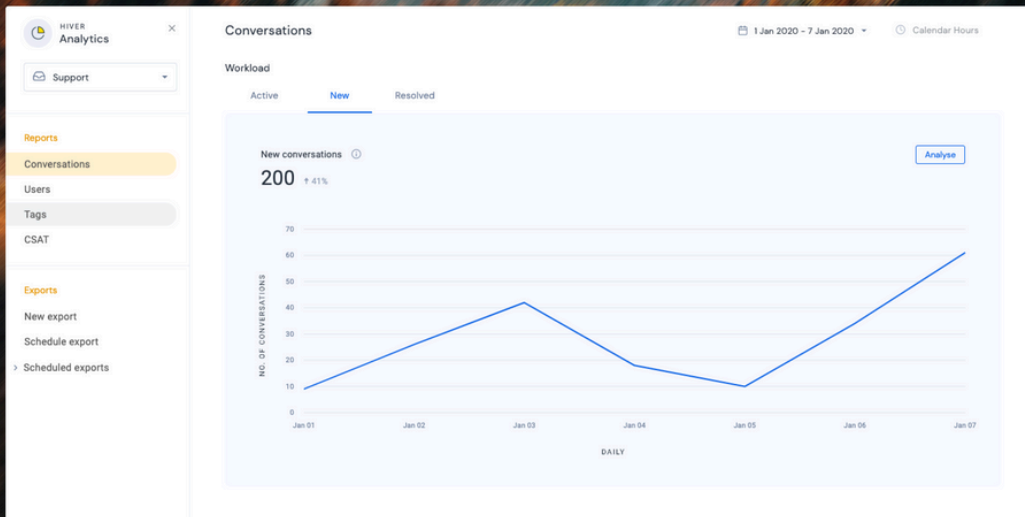 HIVER
Analytics
×
Support
Reports
Conversations
Users
Tags
CSAT
Exports
New export
Schedule export
> Scheduled exports
Conversations
1 Jan 2020 - 7 Jan 2020
Calendar Hours
Workload
Active New Resolved
New conversations
Analyse
200 ↑ 41%
NO. OF CONVERSATIONS
70
60
50
40
30
20
10
0
Jan 01 Jan 02 Jan 03 Jan 04 Jan 05 Jan 06 Jan 07
DAILY